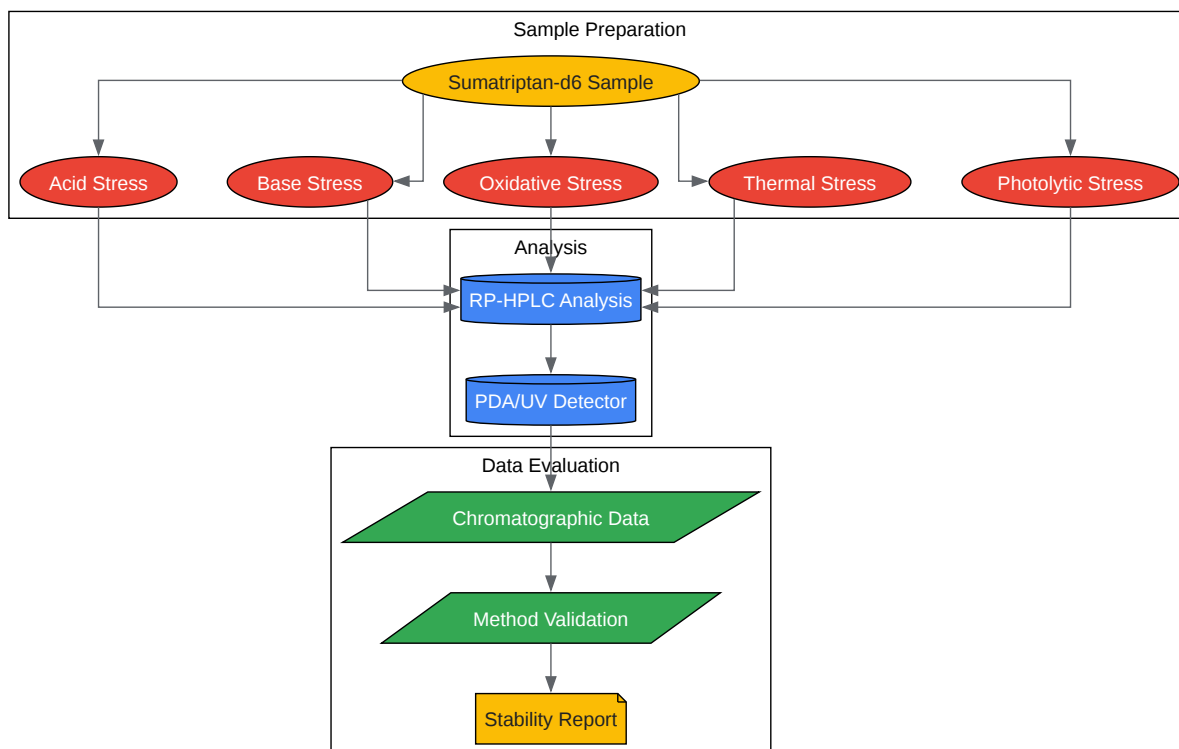 Sample Preparation
Sumatriptan-d6 Sample
Acid Stress
Base Stress
Oxidative Stress
Thermal Stress
Photolytic Stress
Analysis
RP-HPLC Analysis
PDA/UV Detector
Data Evaluation
Chromatographic Data
Method Validation
Stability Report